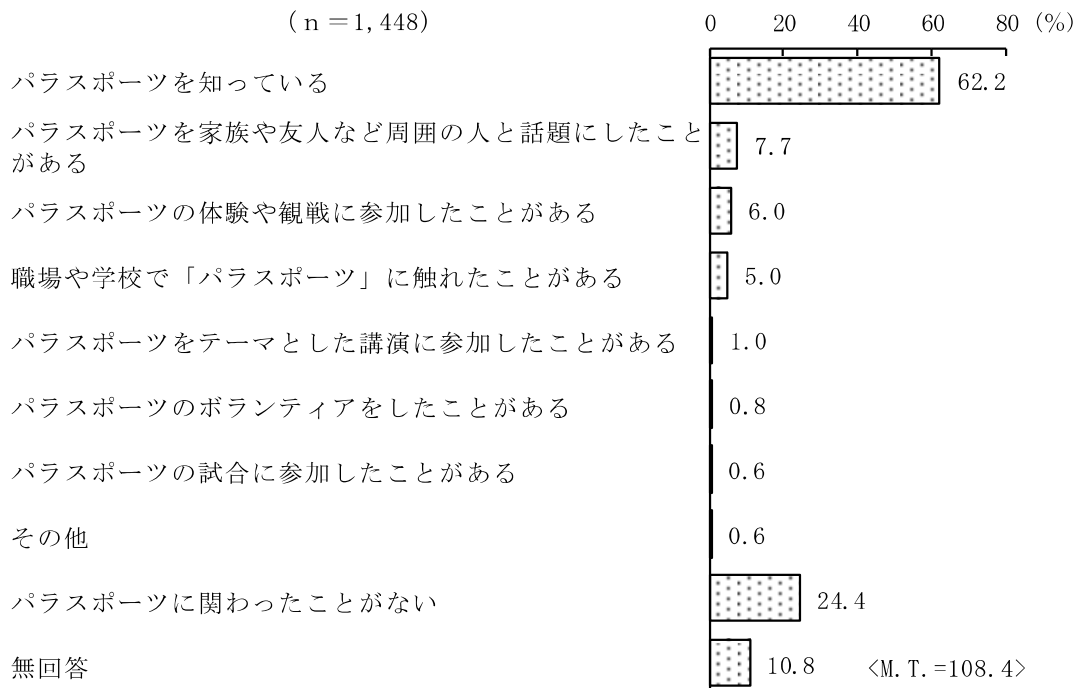 (n=1,448)
0 20 40 60 80 (%)
パラスポーツを知っている 62.2
パラスポーツを家族や友人など周囲の人と話題にしたこと
がある 7.7
パラスポーツの体験や観戦に参加したことがある 6.0
職場や学校で「パラスポーツ」に触れたことがある 5.0
パラスポーツをテーマとした講演に参加したことがある 1.0
パラスポーツのボランティアをしたことがある 0.8
パラスポーツの試合に参加したことがある 0.6
その他 0.6
パラスポーツに関わったことがない 24.4
無回答 10.8 <M.T.=108.4>